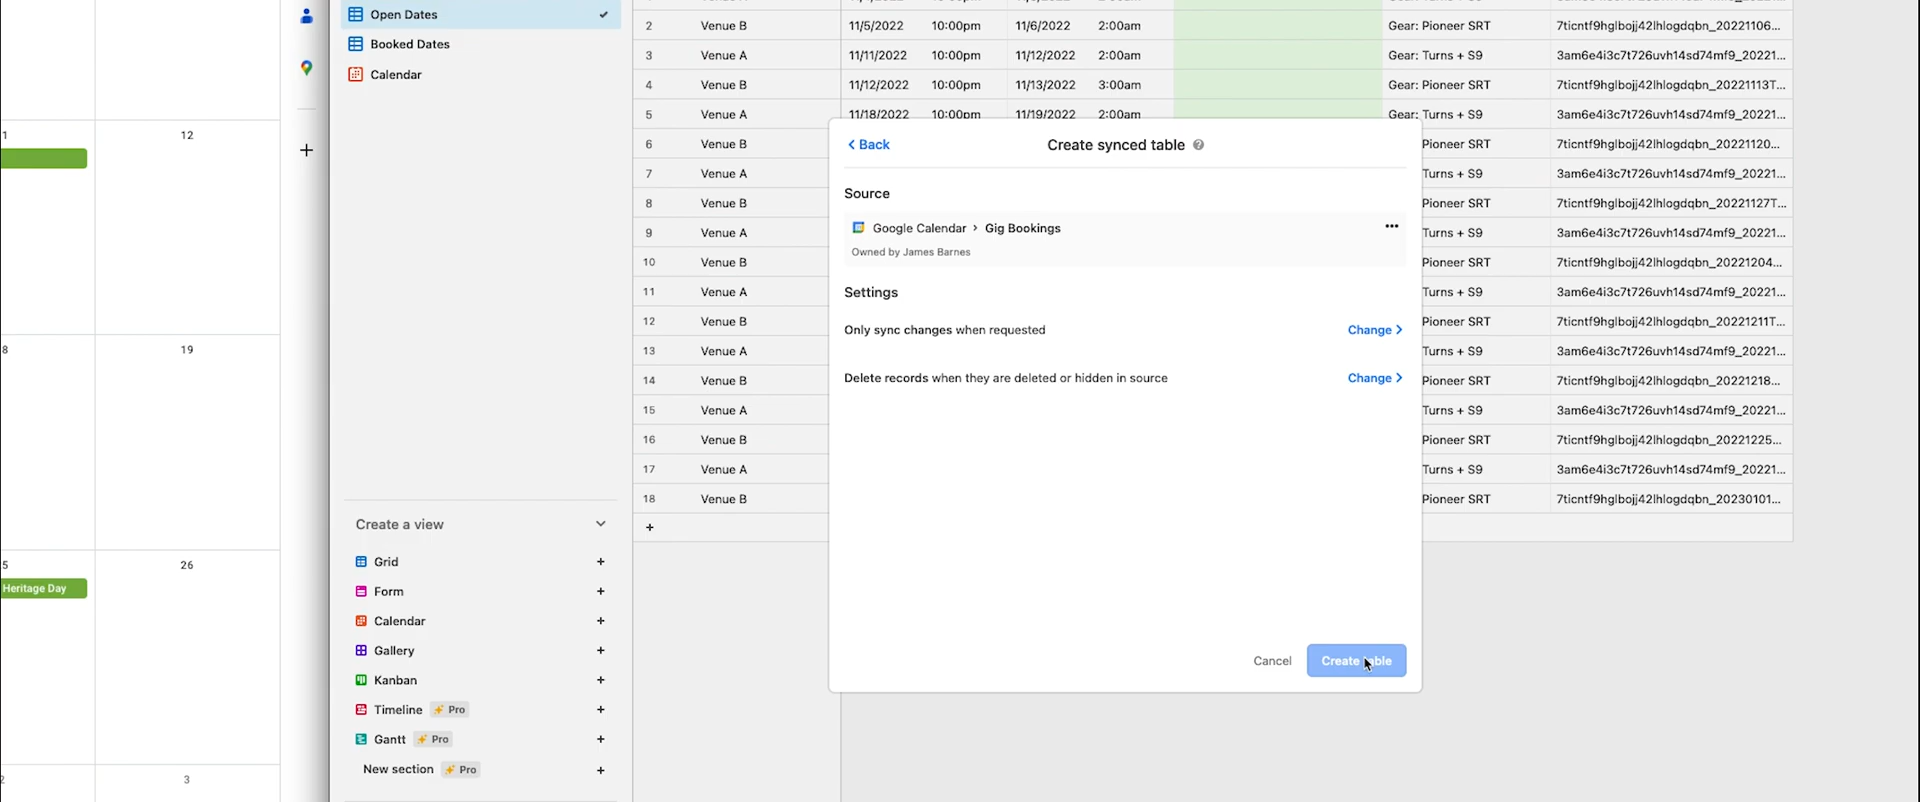 Open Dates
Booked Dates
Calendar
1
12
8
19
5
26
Heritage Day
2
3
Create a view
Grid
Form
Calendar
Gallery
Kanban
Timeline Pro
Gantt Pro
New section Pro
2 Venue B 11/5/2022 10:00pm 11/6/2022 2:00am Gear: Pioneer SRT 7ticntf9hglbojj42lhlogdqbn_20221106...
3 Venue A 11/11/2022 10:00pm 11/12/2022 2:00am Gear: Turns + S9 3am6e4i3c7t726uvh14sd74mf9_20221...
4 Venue B 11/12/2022 10:00pm 11/13/2022 3:00am Gear: Pioneer SRT 7ticntf9hglbojj42lhlogdqbn_20221113T...
5 Venue A 11/18/2022 10:00pm 11/19/2022 2:00am Gear: Turns + S9 3am6e4i3c7t726uvh14sd74mf9_20221...
6 Venue B Pioneer SRT 7ticntf9hglbojj42lhlogdqbn_20221120...
7 Venue A Turns + S9 3am6e4i3c7t726uvh14sd74mf9_20221...
8 Venue B Pioneer SRT 7ticntf9hglbojj42lhlogdqbn_20221127T...
9 Venue A Turns + S9 3am6e4i3c7t726uvh14sd74mf9_20221...
10 Venue B Pioneer SRT 7ticntf9hglbojj42lhlogdqbn_20221204...
11 Venue A Turns + S9 3am6e4i3c7t726uvh14sd74mf9_20221...
12 Venue B Pioneer SRT 7ticntf9hglbojj42lhlogdqbn_20221211T...
13 Venue A Turns + S9 3am6e4i3c7t726uvh14sd74mf9_20221...
14 Venue B Pioneer SRT 7ticntf9hglbojj42lhlogdqbn_20221218...
15 Venue A Turns + S9 3am6e4i3c7t726uvh14sd74mf9_20221...
16 Venue B Pioneer SRT 7ticntf9hglbojj42lhlogdqbn_20221225...
17 Venue A Turns + S9 3am6e4i3c7t726uvh14sd74mf9_20221...
18 Venue B Pioneer SRT 7ticntf9hglbojj42lhlogdqbn_20230101...
+
Back
Create synced table
Source
Google Calendar › Gig Bookings
Owned by James Barnes
Settings
Only sync changes when requested Change
Delete records when they are deleted or hidden in source Change
Cancel Create table